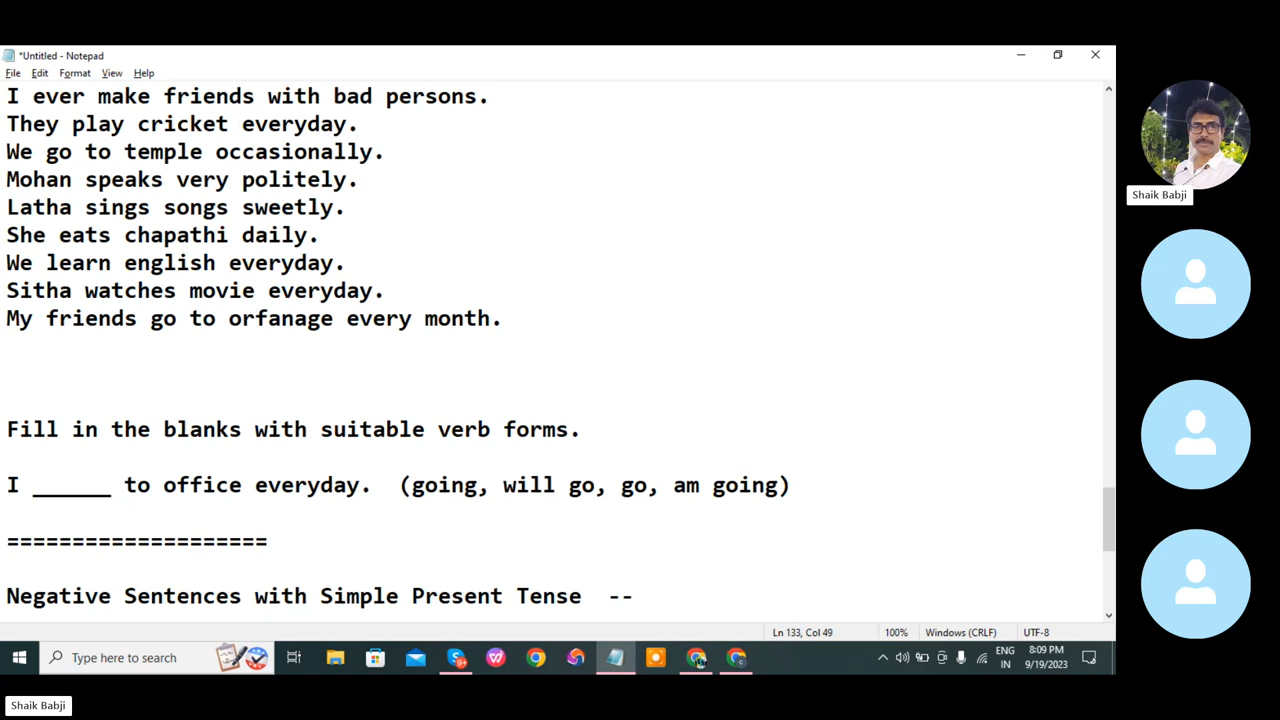 *Untitled - Notepad
File Edit Format View Help
I ever make friends with bad persons.
They play cricket everyday.
We go to temple occasionally.
Mohan speaks very politely.
Latha sings songs sweetly.
She eats chapathi daily.
We learn english everyday.
Sitha watches movie everyday.
My friends go to orfanage every month.
Fill in the blanks with suitable verb forms.
I ______ to office everyday.  (going, will go, go, am going)
====================
Negative Sentences with Simple Present Tense  --
Ln 133, Col 49 100% Windows (CRLF) UTF-8
Type here to search
ENG
IN
8:09 PM
9/19/2023
Shaik Babji
Shaik Babji